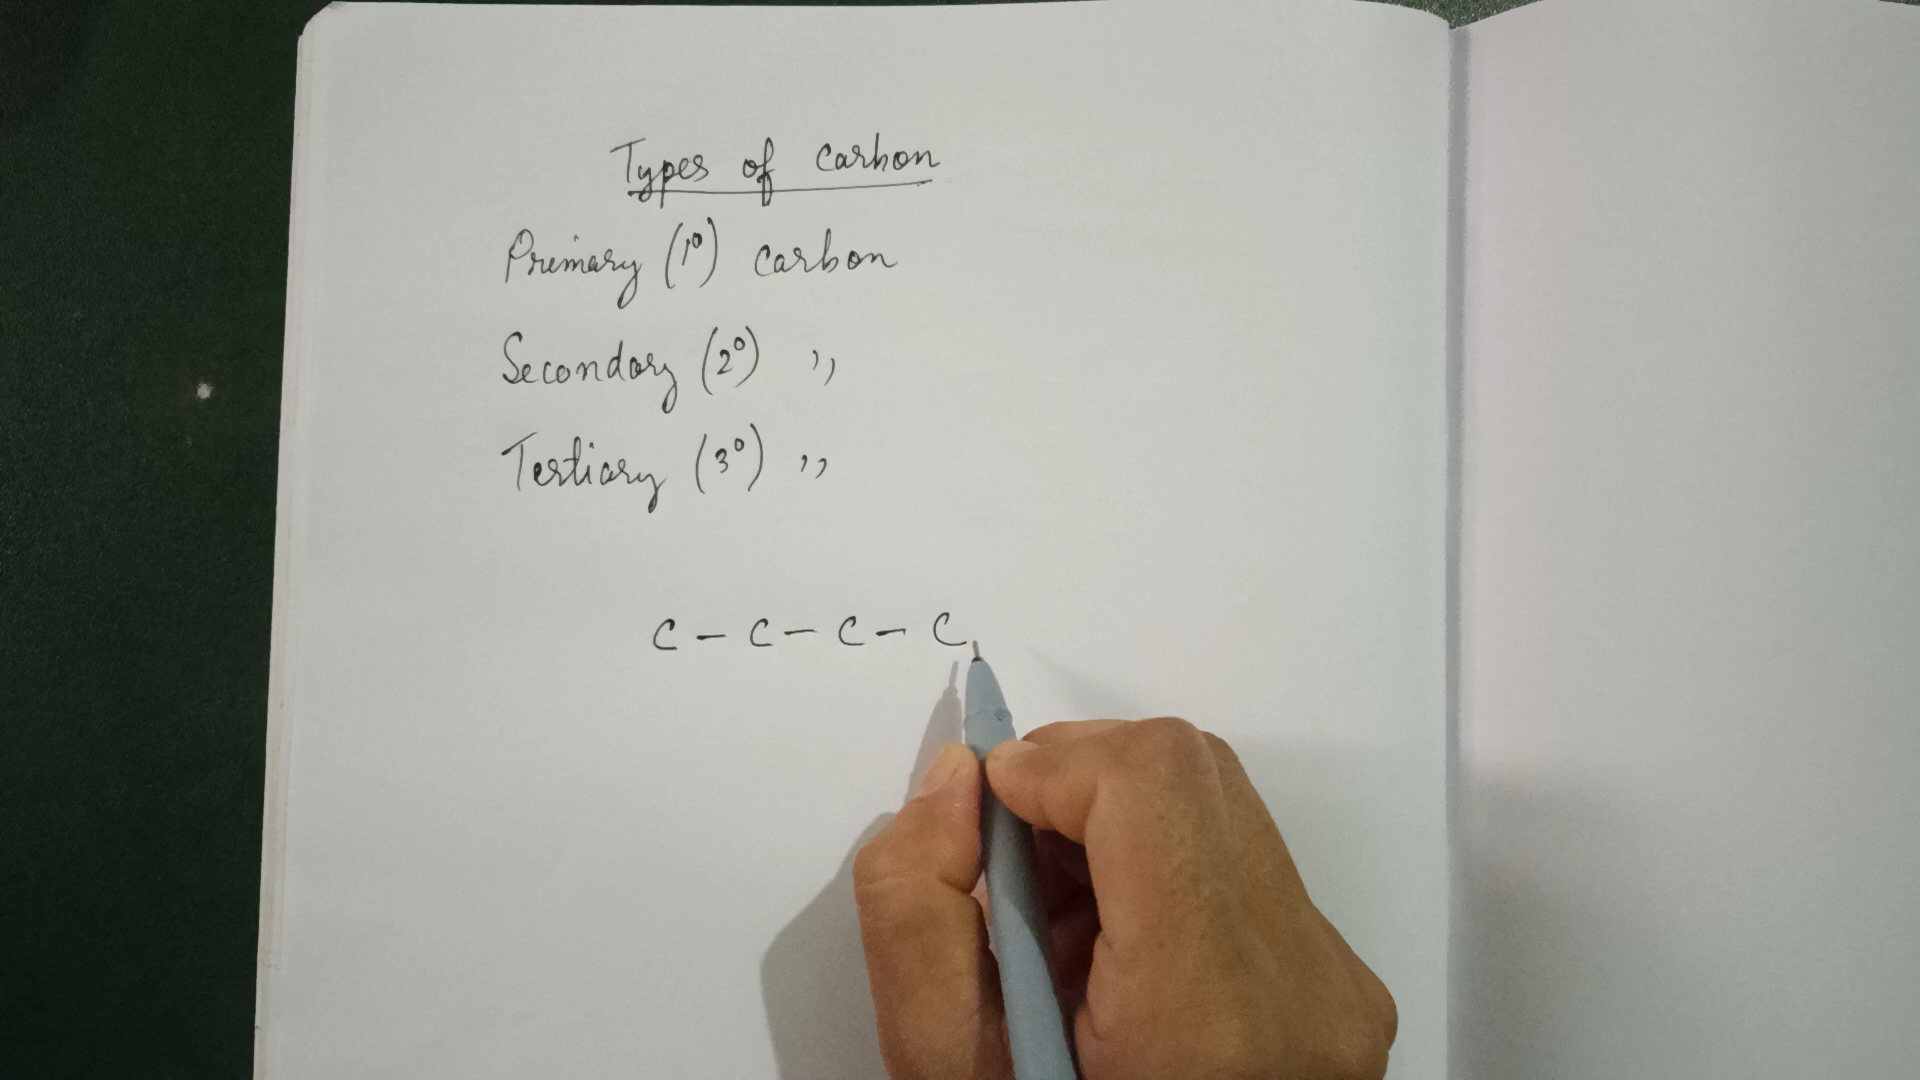 Types of carbon
Primary (1°) carbon
Secondary (2°) ,,
Tertiary (3°) ,,
C - C - C - C